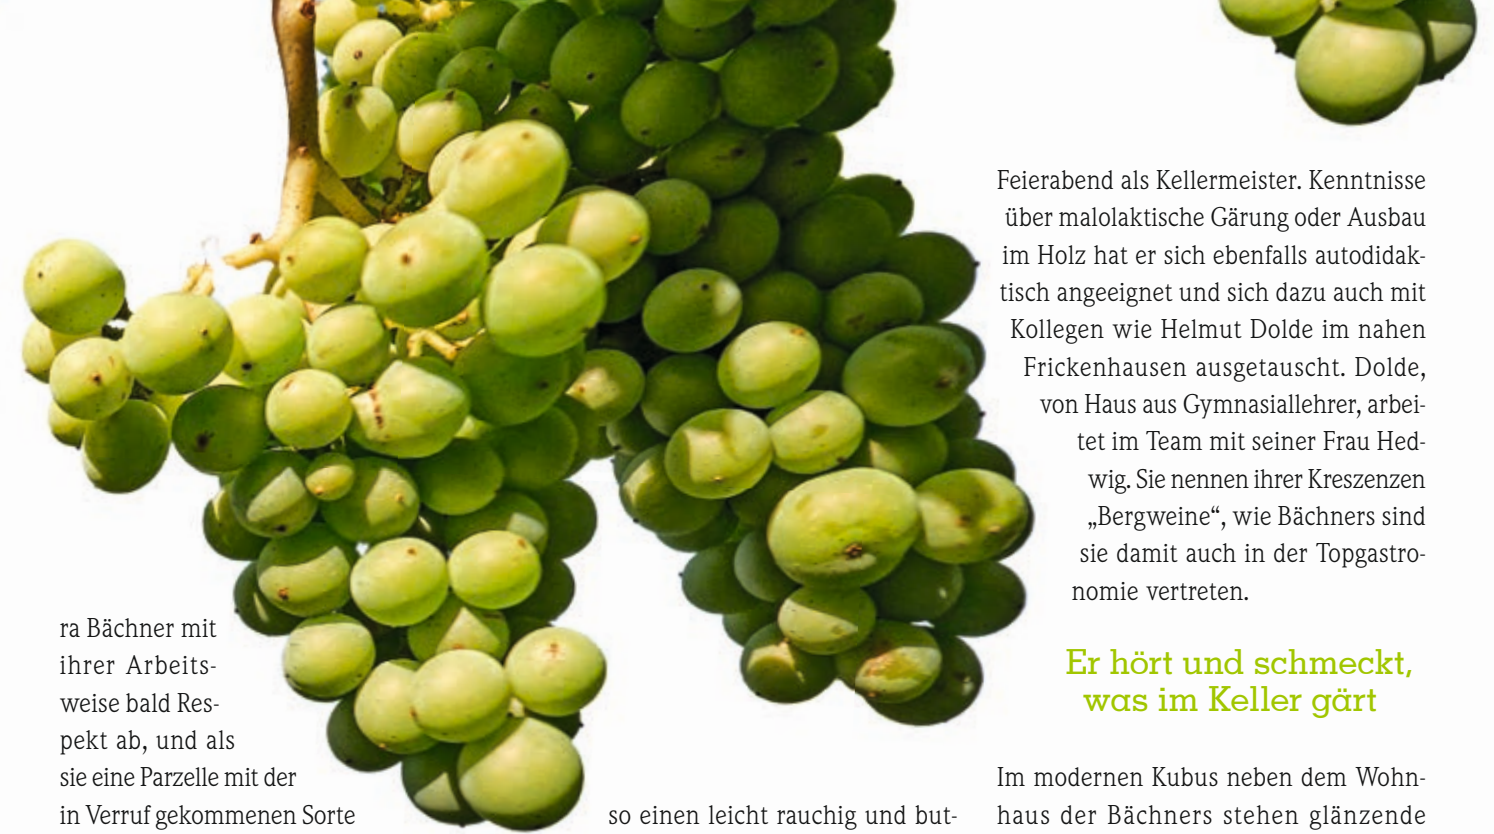 ra Bächner mit
ihrer Arbeits-
weise bald Res-
pekt ab, und als
sie eine Parzelle mit der
in Verruf gekommenen Sorte
so einen leicht rauchig und but-
Feierabend als Kellermeister. Kenntnisse
über malolaktische Gärung oder Ausbau
im Holz hat er sich ebenfalls autodidak-
tisch angeeignet und sich dazu auch mit
Kollegen wie Helmut Dolde im nahen
Frickenhausen ausgetauscht. Dolde,
von Haus aus Gymnasiallehrer, arbei-
tet im Team mit seiner Frau Hed-
wig. Sie nennen ihrer Kreszenzen
„Bergweine“, wie Bächners sind
sie damit auch in der Topgastro-
nomie vertreten.
Er hört und schmeckt,
was im Keller gärt
Im modernen Kubus neben dem Wohn-
haus der Bächners stehen glänzende